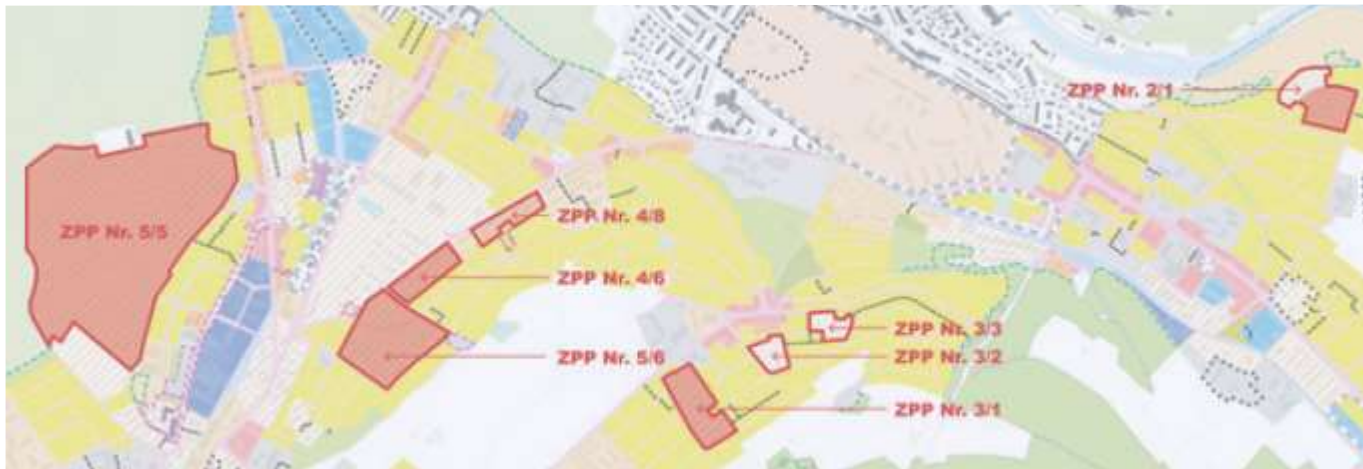 ZPP Nr. 2/1
ZPP Nr. 4/8
ZPP Nr. 5/5
ZPP Nr. 4/6
ZPP Nr. 3/3
ZPP Nr. 5/6
ZPP Nr. 3/2
ZPP Nr. 3/1